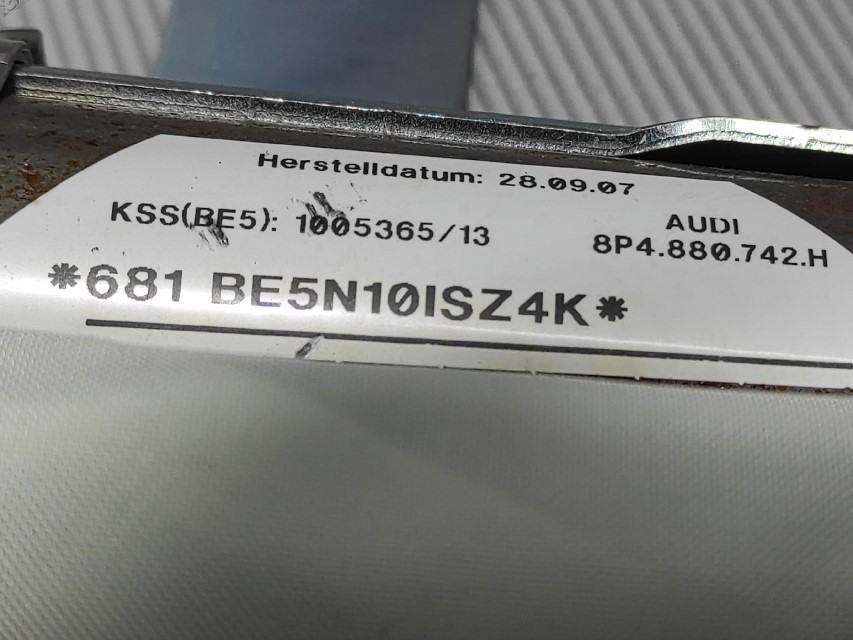 Herstelldatum: 28.09.07
KSS(BE5): 1005365/13
AUDI
8P4.880.742.H
*681 BE5N10ISZ4K*